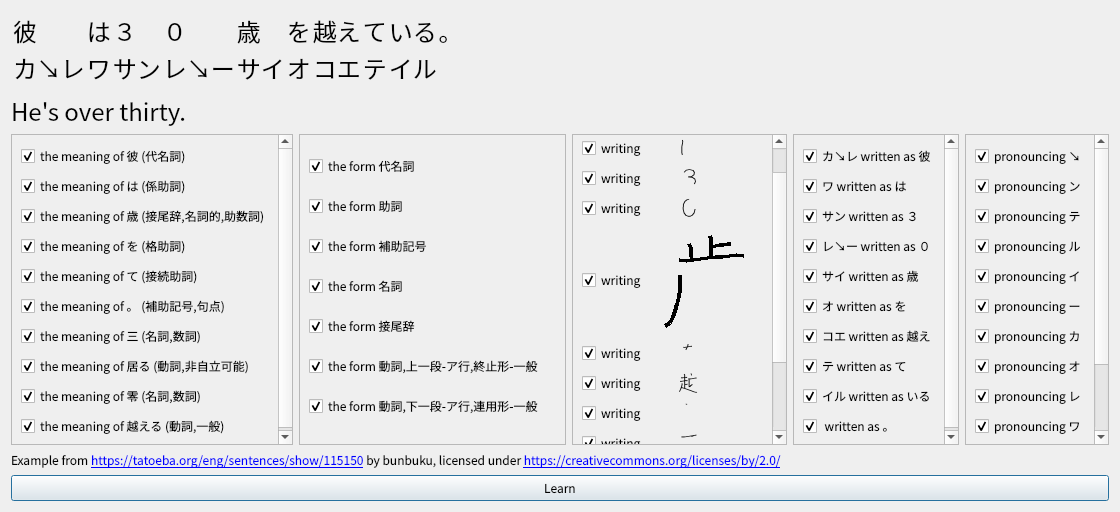 彼　　は３　０　　歳　を越えている。
カ↘レワサンレ↘ーサイオコエテイル
He's over thirty.
the meaning of 彼 (代名詞)
the meaning of は (係助詞)
the meaning of 歳 (接尾辞,名詞的,助数詞)
the meaning of を (格助詞)
the meaning of て (接続助詞)
the meaning of 。 (補助記号,句点)
the meaning of 三 (名詞,数詞)
the meaning of 居る (動詞,非自立可能)
the meaning of 零 (名詞,数詞)
the meaning of 越える (動詞,一般)
the form 代名詞
the form 助詞
the form 補助記号
the form 名詞
the form 接尾辞
the form 動詞,上一段-ア行,終止形-一般
the form 動詞,下一段-ア行,連用形-一般
writing
writing 3
writing
writing
writing
writing 越
writing
writing
カ↘レ written as 彼
ワ written as は
サン written as ３
レ↘ー written as ０
サイ written as 歳
オ written as を
コエ written as 越え
テ written as て
イル written as いる
written as 。
pronouncing ↘
pronouncing ン
pronouncing テ
pronouncing ル
pronouncing イ
pronouncing ー
pronouncing カ
pronouncing オ
pronouncing レ
pronouncing ワ
Example from https://tatoeba.org/eng/sentences/show/115150 by bunbuku, licensed under https://creativecommons.org/licenses/by/2.0/
Learn